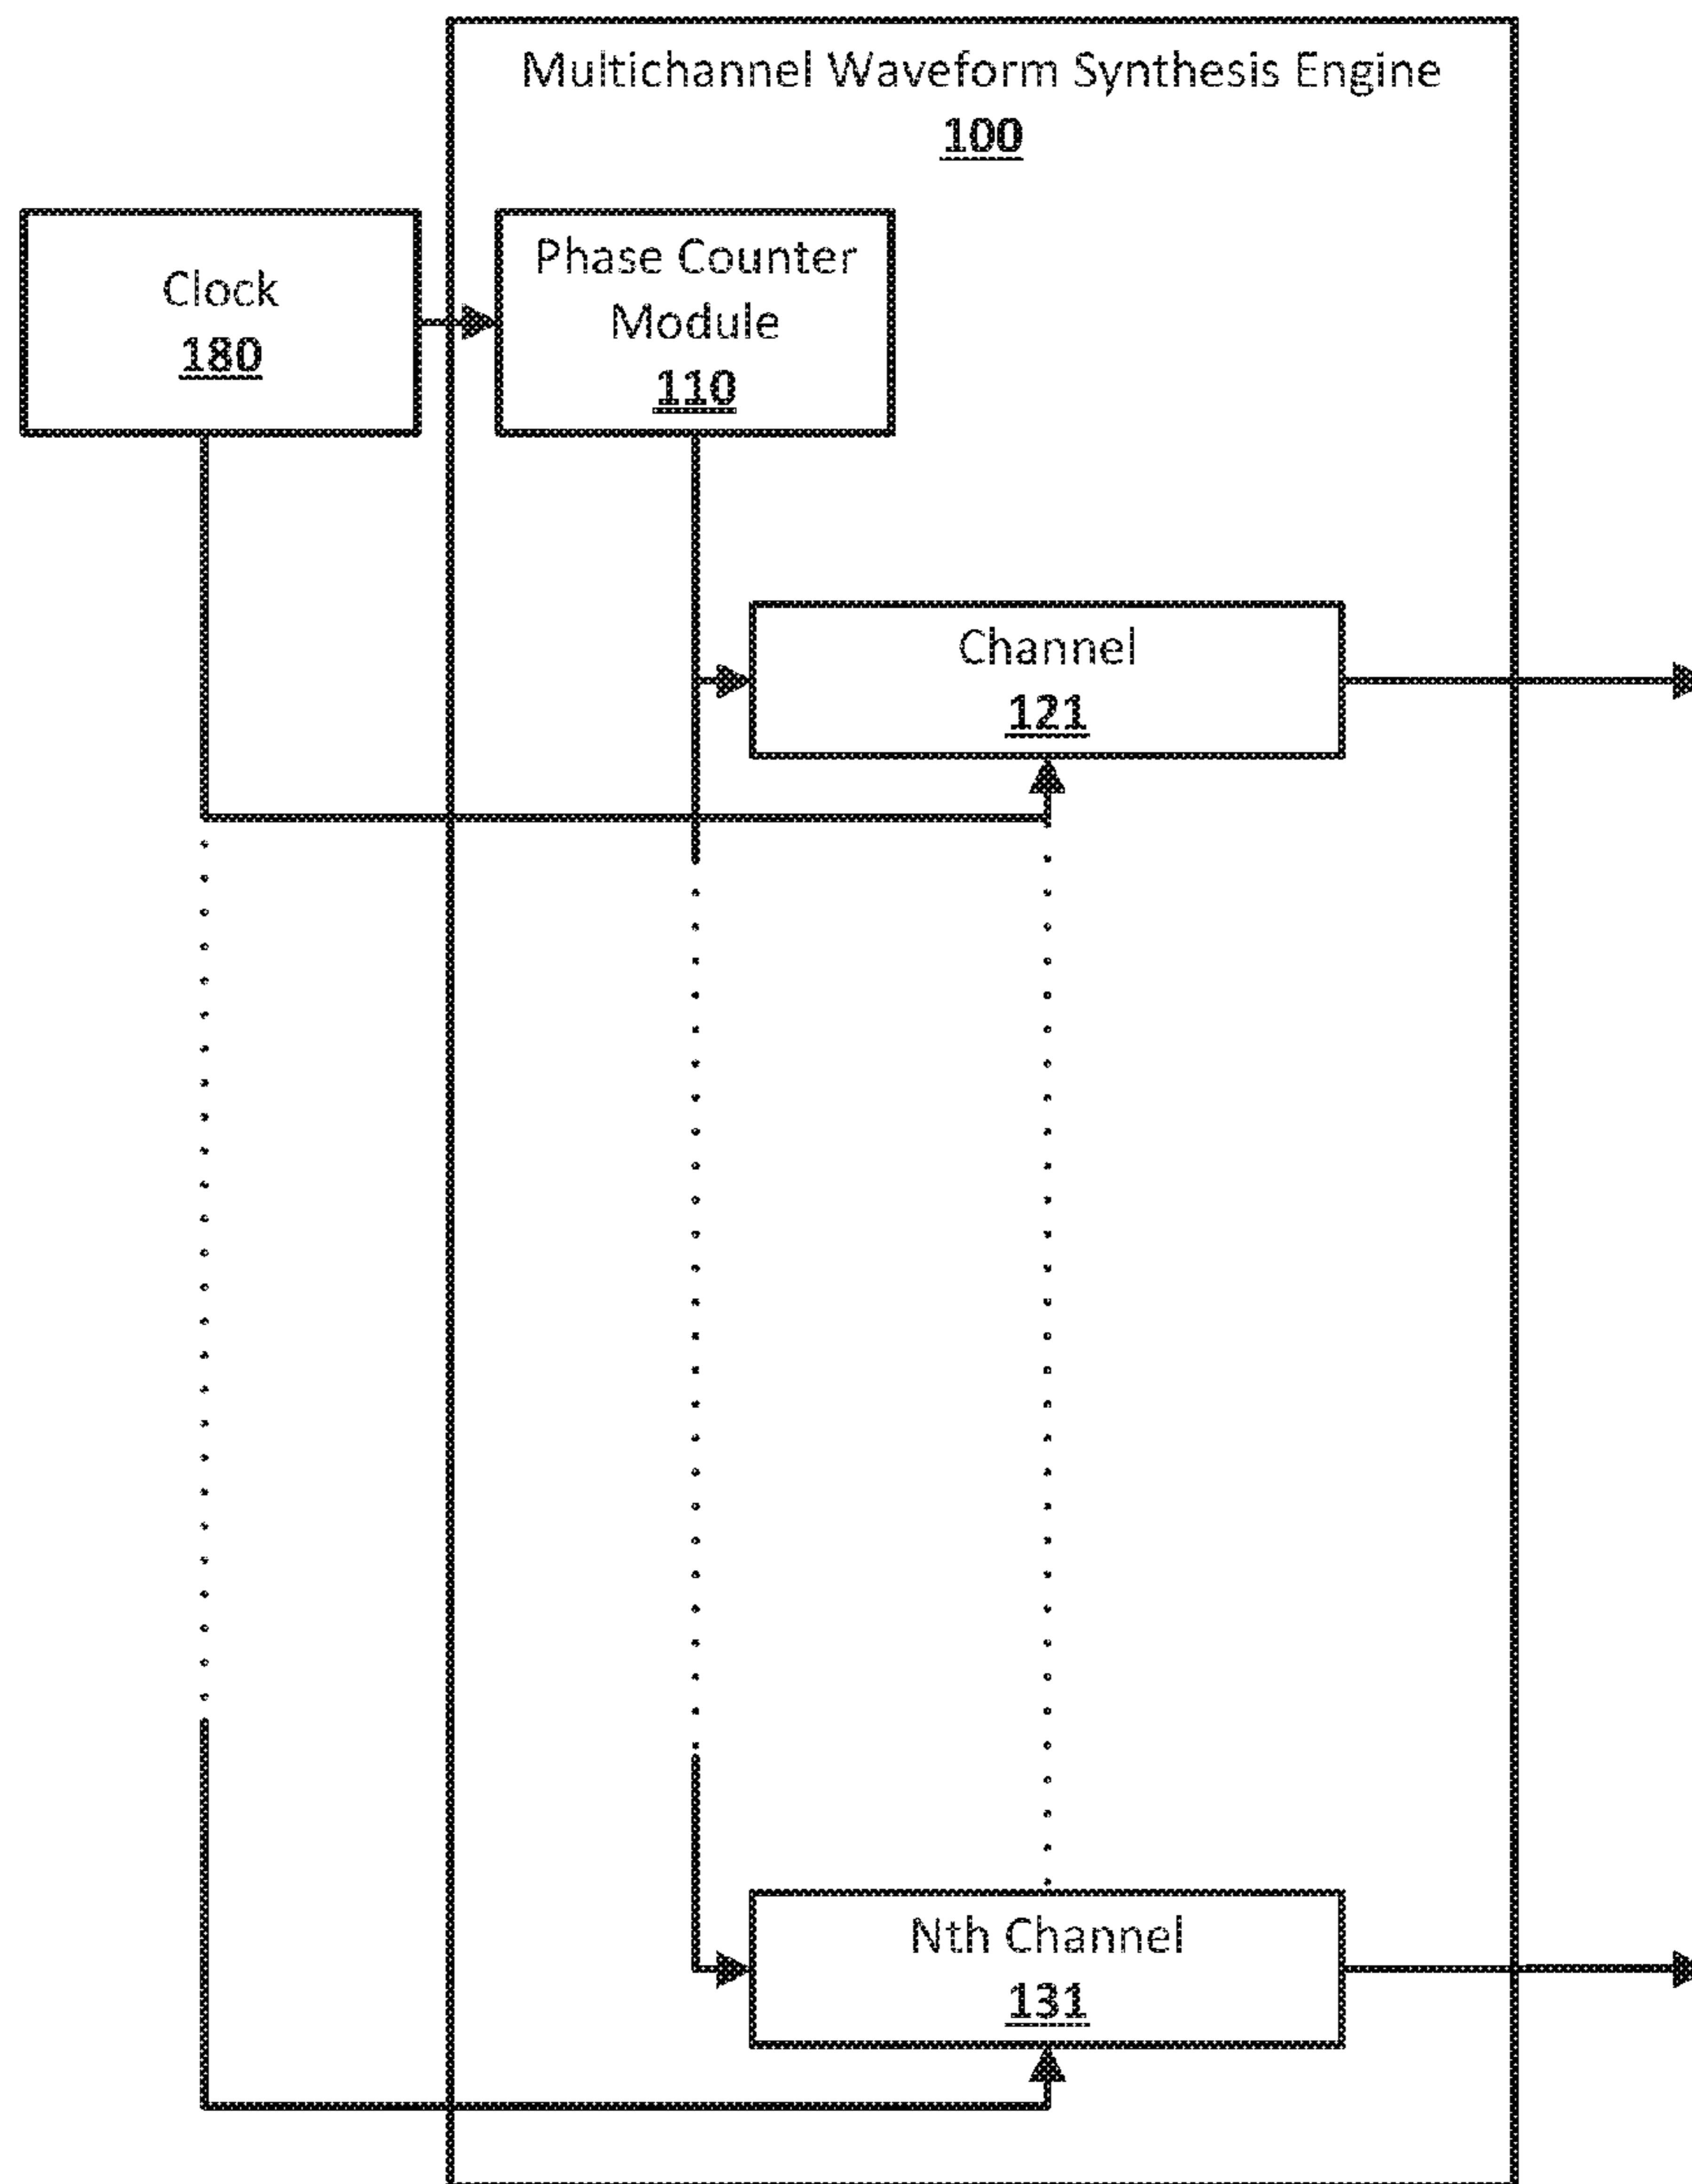 Multichannel Waveform Synthesis Engine
100
Clock
180
Phase Counter
Module
110
Channel
121
Nth Channel
131